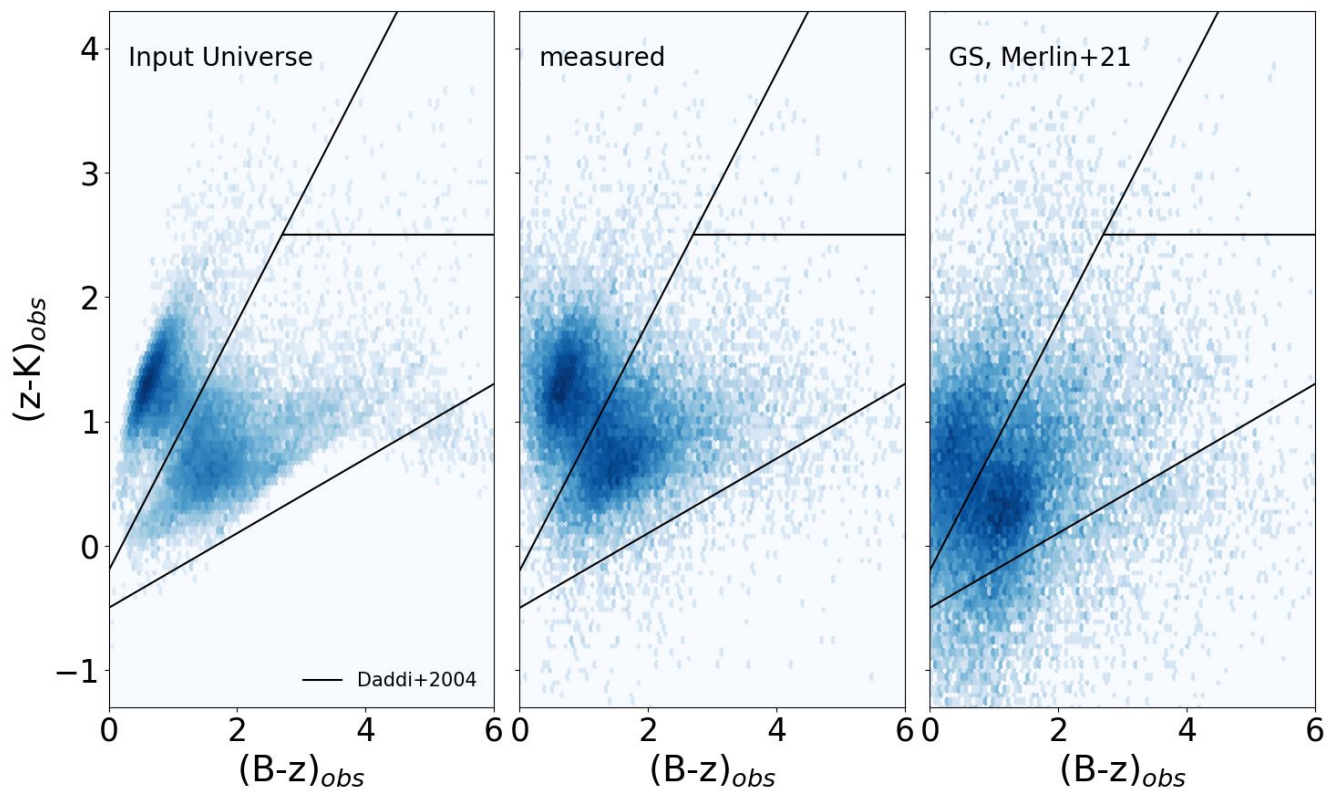 Input Universe
measured
GS, Merlin+21
4
3
2
1
0
−1
(z-K)obs
Daddi+2004
0 2 4 6
0 2 4 6
0 2 4 6
(B-z)obs
(B-z)obs
(B-z)obs